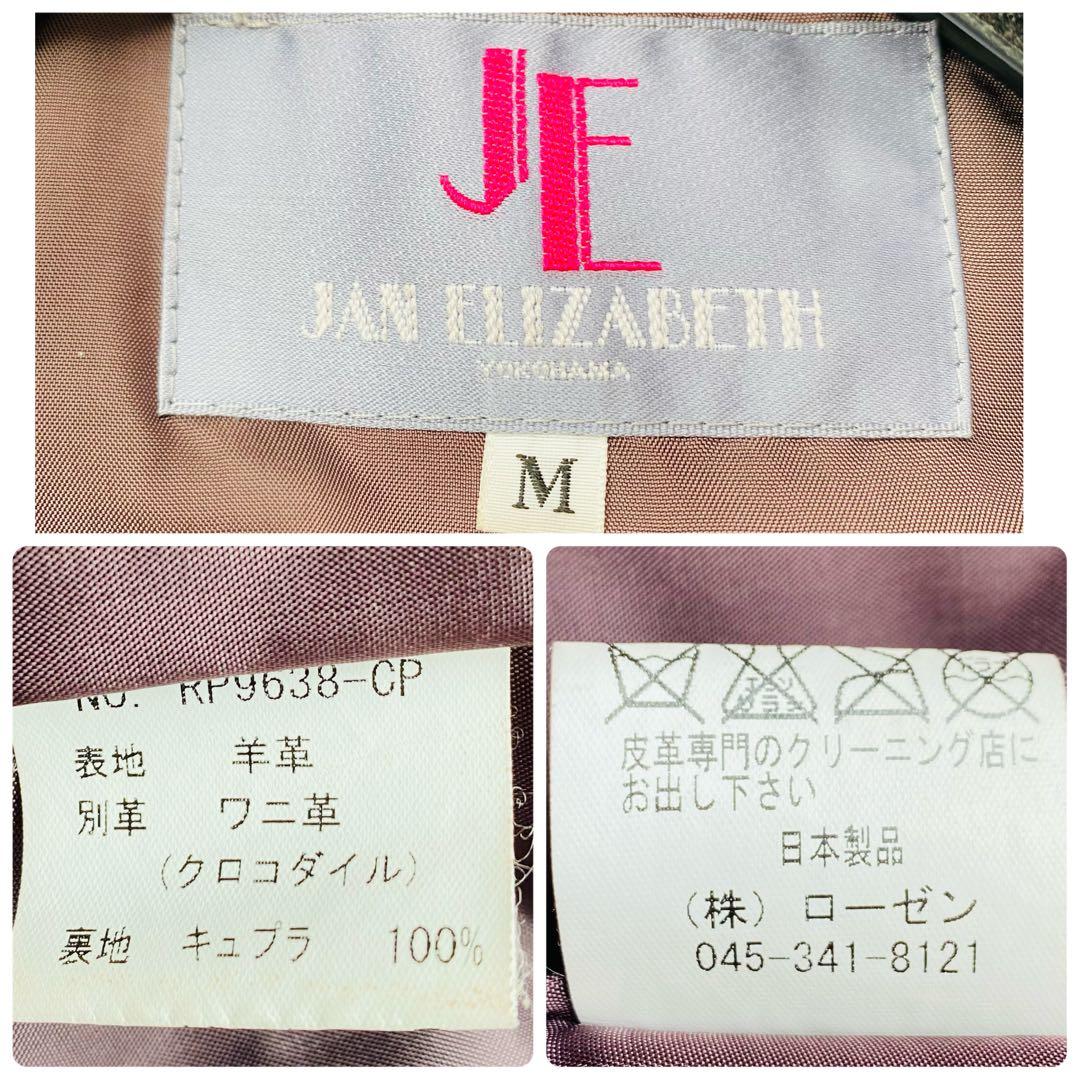 JE
JAN ELIZABETH
YOKOHAMA
M
NO. RP9638-CP
表地 羊革
別革 ワニ革
(クロコダイル)
裏地 キュプラ 100%
皮革専門のクリーニング店に
お出し下さい
日本製品
(株) ローゼン
045-341-8121